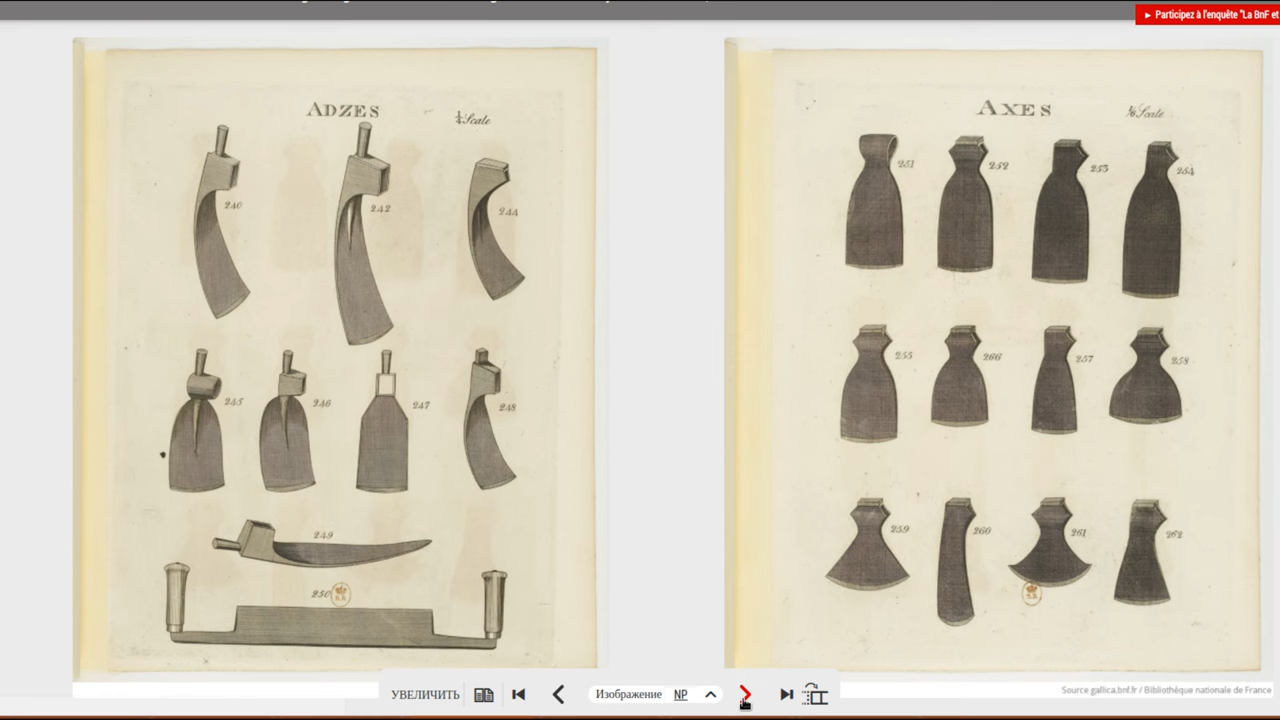 ► Participez à l'enquête "La BnF et
ADZES
¼ Scale
240
242
244
245
246
247
248
249
250
AXES
⅛ Scale
251
252
253
254
255
266
257
258
259
260
261
262
УВЕЛИЧИТЬ
Изображение NP
Source gallica.bnf.fr / Bibliothèque nationale de France